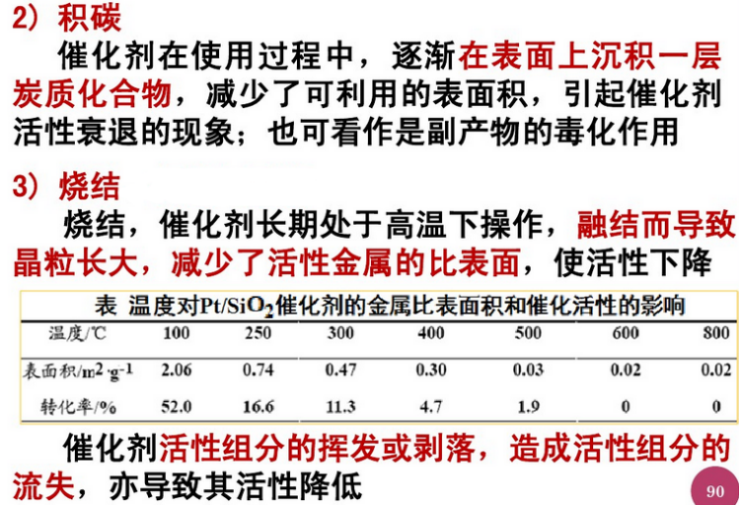 2）积碳
催化剂在使用过程中，逐渐在表面上沉积一层
炭质化合物，减少了可利用的表面积，引起催化剂
活性衰退的现象；也可看作是副产物的毒化作用
3）烧结
烧结，催化剂长期处于高温下操作，融结而导致
晶粒长大，减少了活性金属的比表面，使活性下降
表 温度对Pt/SiO₂催化剂的金属比表面积和催化活性的影响
温度/℃ 100 250 300 400 500 600 800
表面积/m2·g-1 2.06 0.74 0.47 0.30 0.03 0.02 0.02
转化率/% 52.0 16.6 11.3 4.7 1.9 0 0
催化剂活性组分的挥发或剥落，造成活性组分的
流失，亦导致其活性降低
90